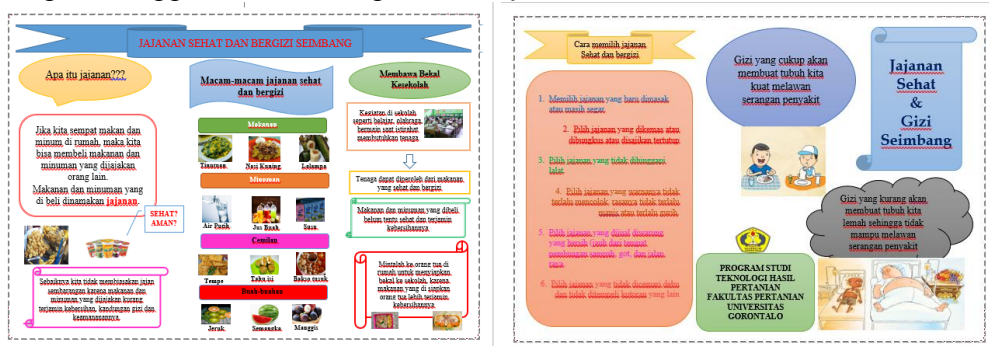 JAJANAN SEHAT DAN BERGIZI SEIMBANG
Apa itu jajanan???
Jika kita sempat makan dan
minum di rumah, maka kita
bisa membeli makanan dan
minuman yang dijajakan
orang lain.
Makanan dan minuman yang
di beli dinamakan jajanan.
SEHAT?
AMAN?
Sebaiknya kita tidak membiasakan jajan
sembarangan karena makanan dan
minuman yang dijajakan kurang
terjamin kebersihan, kandungan gizi dan
keamanannya.
Macam-macam jajanan sehat
dan bergizi
Makanan
Tinutuan
Nasi Kuning
Lalampa
Minuman
Air Putih
Jus Buah
Susu
Cemilan
Tempe
Tahu isi
Bakso tusuk
Buah-buahan
Jeruk
Semangka
Manggis
Membawa Bekal
Kesekolah
Kegiatan di sekolah
seperti belajar, olahraga,
bermain saat istirahat
membutuhkan tenaga
Tenaga dapat diperoleh dari makanan
yang sehat dan bergizi.
Makanan dan minuman yang dibeli
belum tentu sehat dan terjamin
kebersihannya
Mintalah ke orang tua di
rumah untuk menyiapkan
bekal ke sekolah, karena
makanan yang di siapkan
orang tua lebih terjamin
kebersihannya
Cara memilih jajanan
Sehat dan bergizi
1. Memilih jajanan yang baru dimasak
atau masih segar.
2. Pilih jajanan yang dikemas atau
dibungkus atau disajikan tertutup.
3. Pilih jajanan yang tidak dihinggapi
lalat.
4. Pilih jajanan yang warnanya tidak
terlalu mencolok, rasanya tidak terlalu
manis atau terlalu asin.
5. Pilih jajanan yang dijual ditempat
yang bersih (jauh dari tempat
pembuangan sampah, got, dan jalan
raya.
6. Pilih jajanan yang tidak dicemari debu
dan tidak dicemari kotoran yang lain
Gizi yang cukup akan
membuat tubuh kita
kuat melawan
serangan penyakit
PROGRAM STUDI
TEKNOLOGI HASIL
PERTANIAN
FAKULTAS PERTANIAN
UNIVERSITAS
GORONTALO
Jajanan
Sehat
&
Gizi
Seimbang
Gizi yang kurang akan
membuat tubuh kita
lemah sehingga tidak
mampu melawan
serangan penyakit